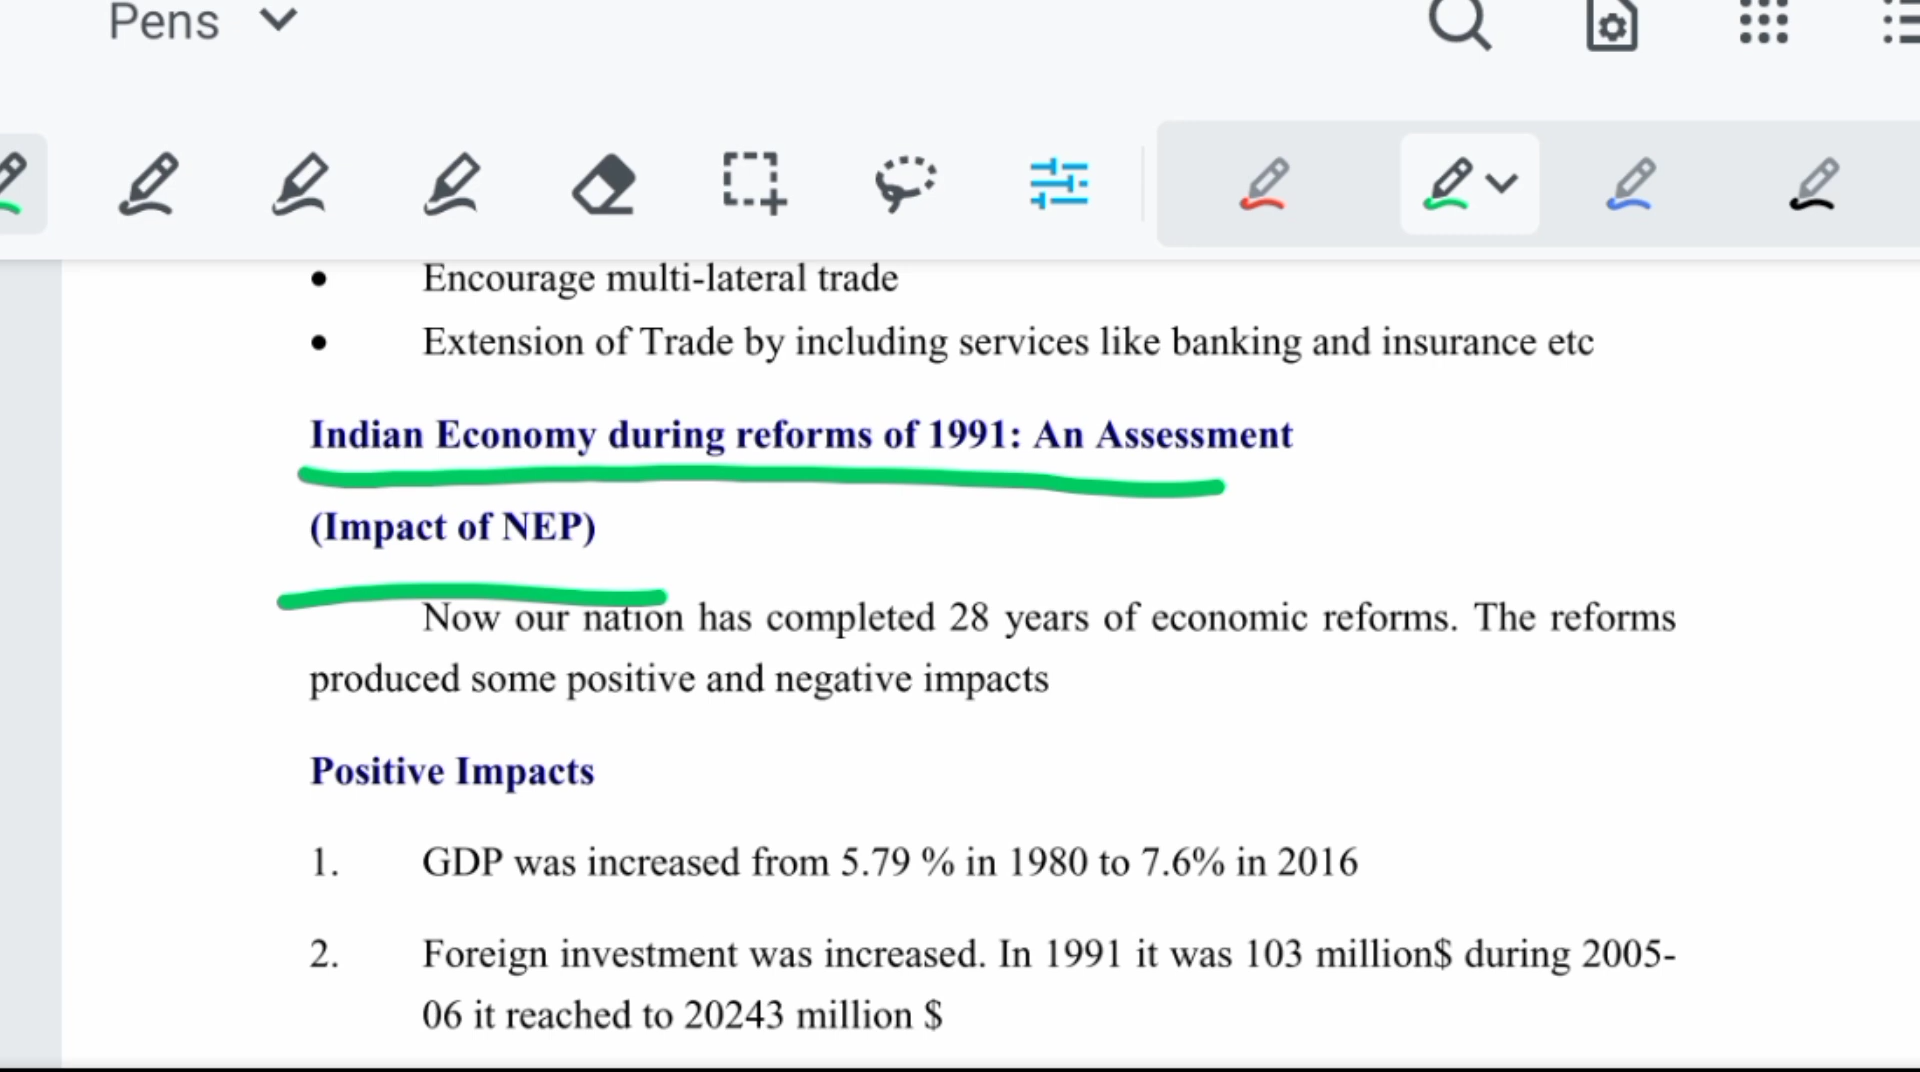 Pens
• Encourage multi-lateral trade
• Extension of Trade by including services like banking and insurance etc
Indian Economy during reforms of 1991: An Assessment
(Impact of NEP)
Now our nation has completed 28 years of economic reforms. The reforms
produced some positive and negative impacts
Positive Impacts
1. GDP was increased from 5.79 % in 1980 to 7.6% in 2016
2. Foreign investment was increased. In 1991 it was 103 million$ during 2005-
06 it reached to 20243 million $